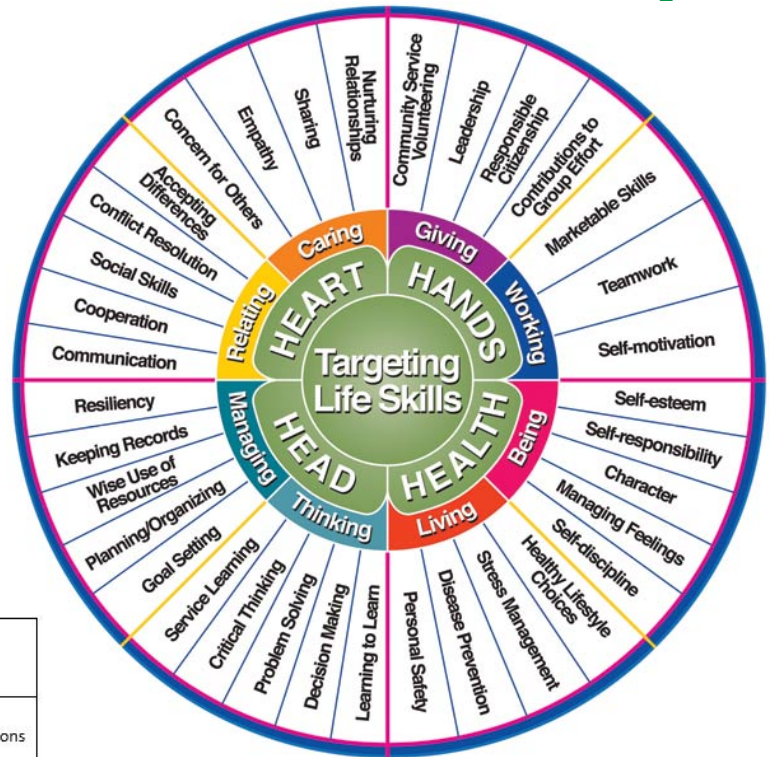 Targeting
Life Skills
HEART
HANDS
HEALTH
HEAD
Caring
Giving
Working
Being
Living
Thinking
Managing
Relating
Nurturing
Relationships
Sharing
Empathy
Concern for Others
Accepting
Differences
Conflict Resolution
Social Skills
Cooperation
Communication
Community Service
Volunteering
Leadership
Responsible
Citizenship
Contributions to
Group Effort
Marketable Skills
Teamwork
Self-motivation
Self-esteem
Self-responsibility
Character
Managing Feelings
Self-discipline
Healthy Lifestyle
Choices
Stress Management
Disease Prevention
Personal Safety
Learning to Learn
Decision Making
Problem Solving
Critical Thinking
Service Learning
Goal Setting
Planning/Organizing
Wise Use of
Resources
Keeping Records
Resiliency
ons